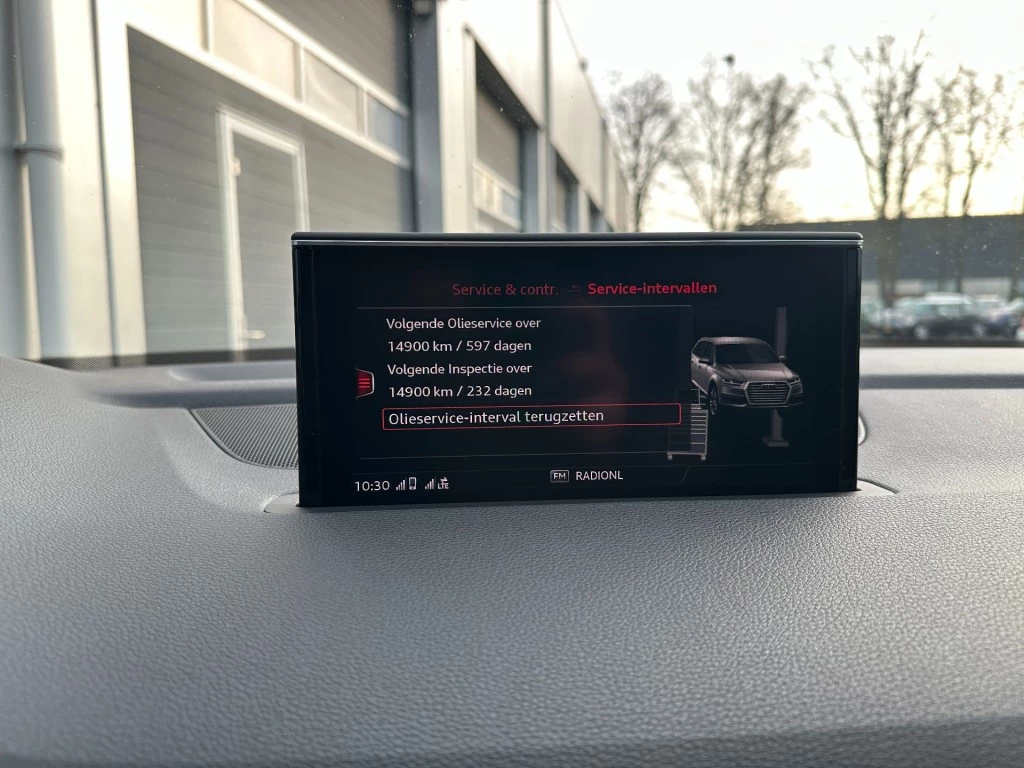 Service & contr. Service-intervallen
Volgende Olieservice over
14900 km / 597 dagen
Volgende Inspectie over
14900 km / 232 dagen
Olieservice-interval terugzetten
FM RADIONL
10:30 LTE